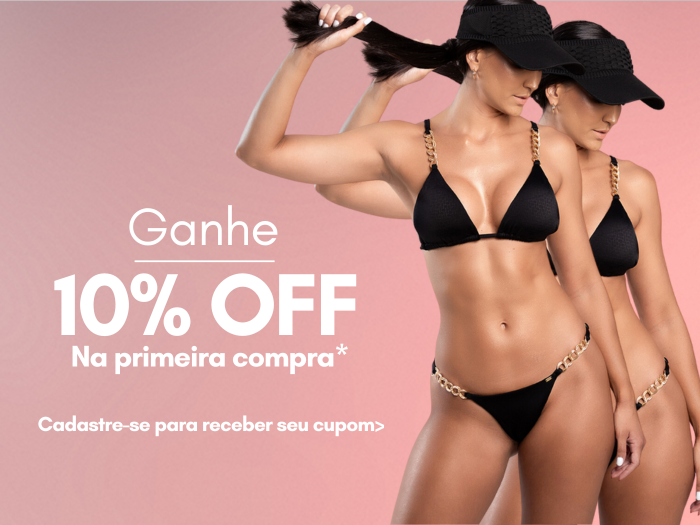 Ganhe
10% OFF
Na primeira compra*
Cadastre-se para receber seu cupom>